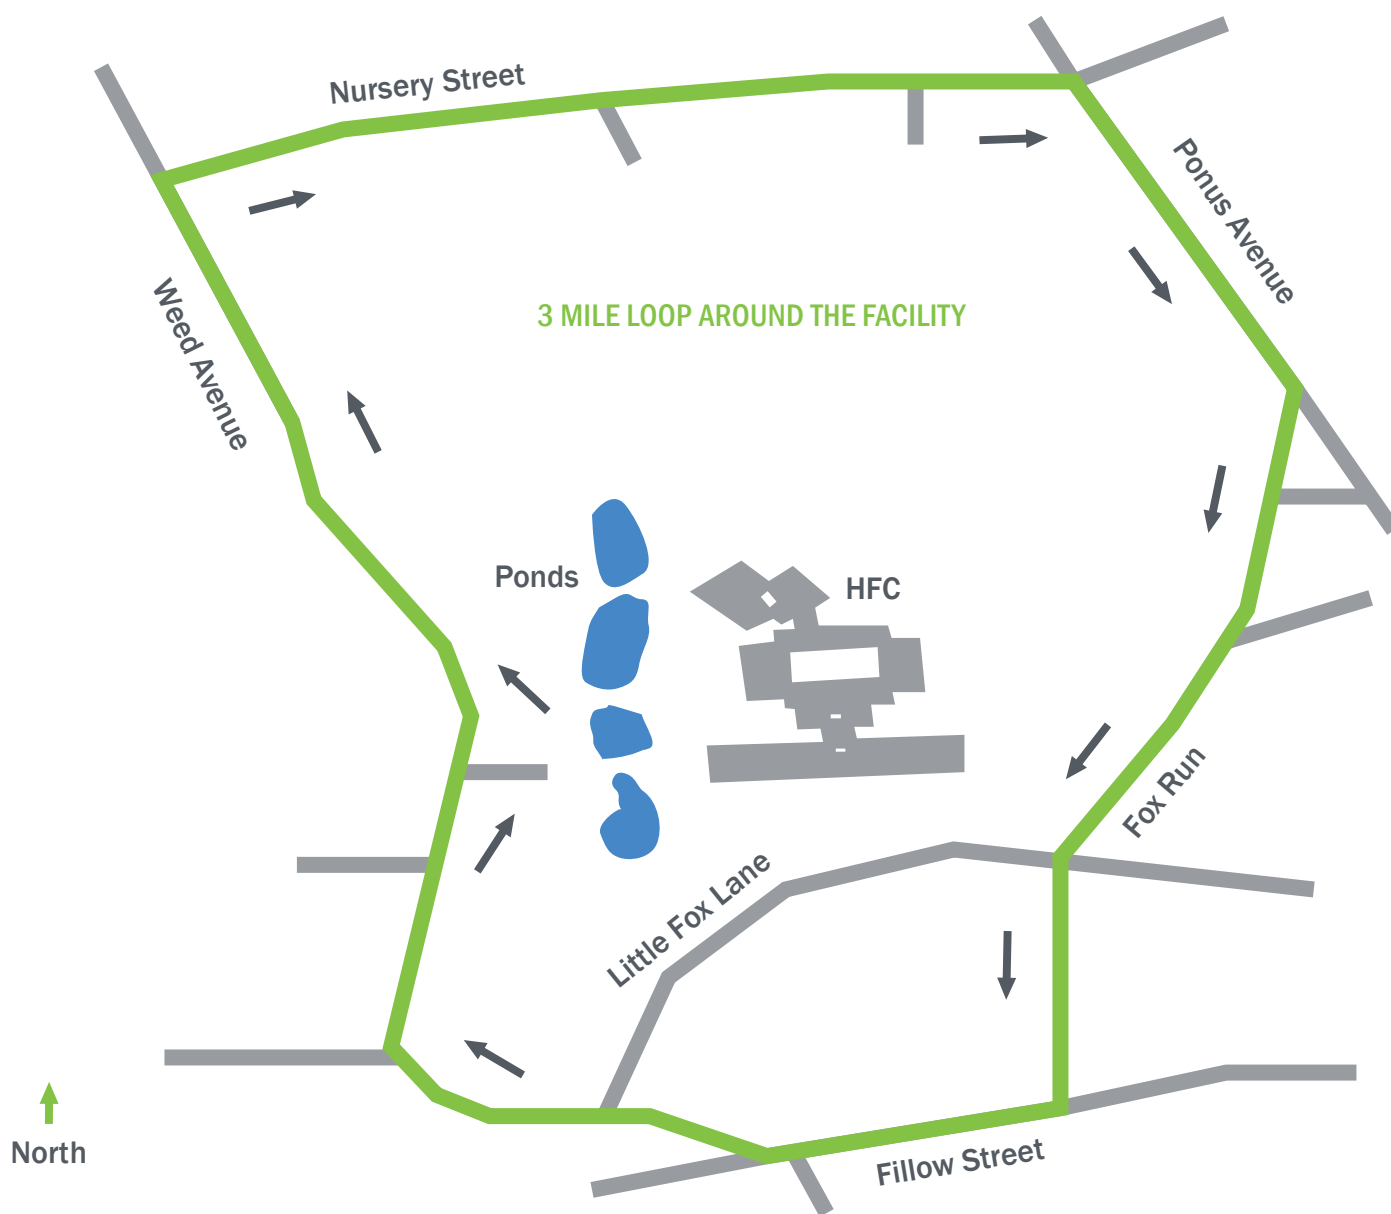 Nursery Street
Ponus Avenue
Weed Avenue
3 MILE LOOP AROUND THE FACILITY
Ponds
HFC
Fox Run
Little Fox Lane
North
Fillow Street